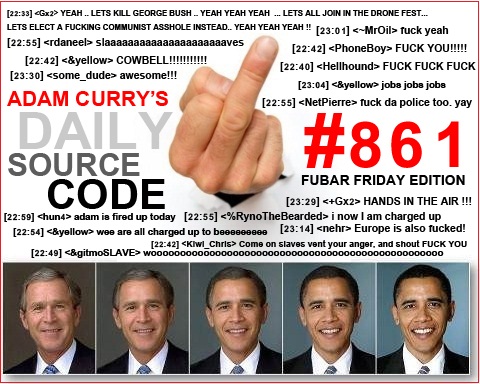 [22:33] <Gx2> YEAH .. LETS KILL GEORGE BUSH .. YEAH YEAH YEAH ... LETS ALL JOIN IN THE DRONE FEST...
LETS ELECT A FUCKING COMMUNIST ASSHOLE INSTEAD.. YEAH YEAH YEAH !!
[23:01] <~MrOil> fuck yeah
[22:55] <rdaneel> slaaaaaaaaaaaaaaaaaaaaaves
[22:42] <PhoneBoy> FUCK YOU!!!!!
[22:42] <&yellow> COWBELL!!!!!!!!!!!
[22:40] <Hellhound> FUCK FUCK FUCK
[23:30] <some_dude> awesome!!!
[23:04] <&yellow> jobs jobs jobs
[22:55] <NetPierre> fuck da police too. yay
ADAM CURRY'S
DAILY
SOURCE
CODE
#861
FUBAR FRIDAY EDITION
[23:29] <+Gx2> HANDS IN THE AIR !!!
[22:59] <hun4> adam is fired up today
[22:55] <%RynoTheBearded> i now I am charged up
[22:54] <&yellow> wee are all charged up to beeeeeeeee
[23:14] <nehr> Europe is also fucked!
[22:42] <Kiwi_Chris> Come on slaves vent your anger, and shout FUCK YOU
[22:49] <&gitmoSLAVE> wooooooooooooooooooooooooooooooooooooooooooooo